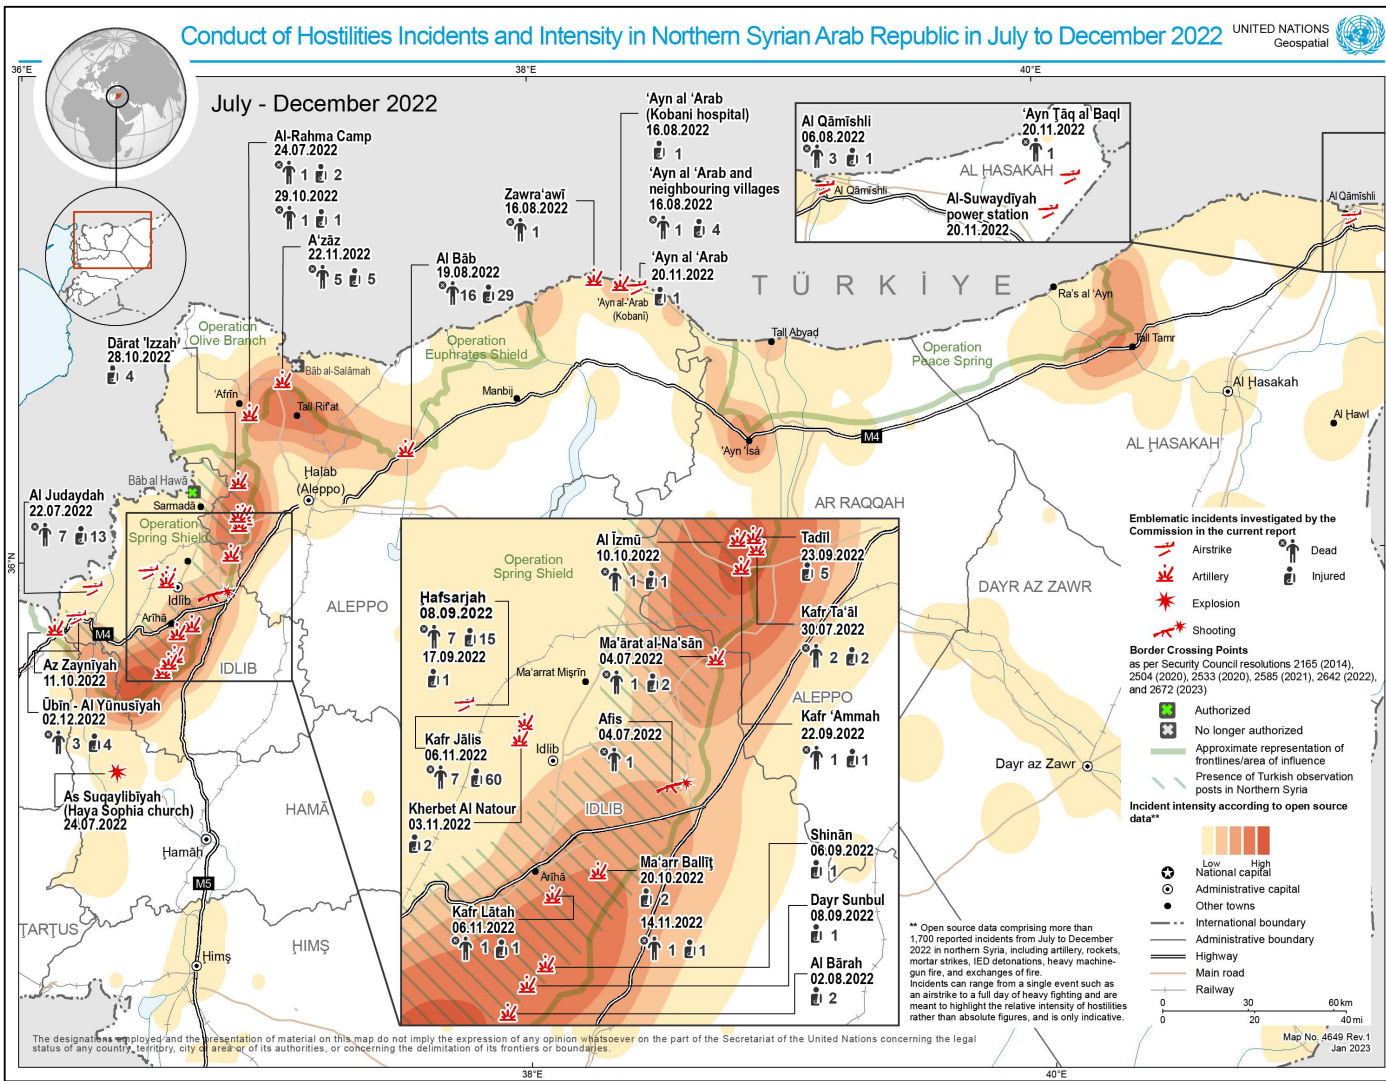 Conduct of Hostilities Incidents and Intensity in Northern Syrian Arab Republic in July to December 2022
UNITED NATIONS
Geospatial
36°E
38°E
40°E
July - December 2022
Al-Rahma Camp
24.07.2022
1 2
29.10.2022
1 1
A‘zāz
22.11.2022
5 5
Dārat 'Izzah
28.10.2022
4
Al Bāb
19.08.2022
16 29
Zawra‘awī
16.08.2022
1
‘Ayn al ‘Arab
(Kobani hospital)
16.08.2022
1
‘Ayn al ‘Arab and
neighbouring villages
16.08.2022
1 4
‘Ayn al ‘Arab
20.11.2022
1
Al Qāmīshli
06.08.2022
3 1
‘Ayn Ţāq al Baql
20.11.2022
1
AL HASAKAH
Al Qāmīshli
Al-Suwaydīyah
power station
20.11.2022
Al Qāmīshli
TÜRKİYE
Operation
Olive Branch
Operation
Euphrates Shield
Operation
Peace Spring
Bāb al-Salāmah
‘Afrīn
Tall Rif‘at
Manbij
'Ayn al-'Arab
(Kobanî)
Tall Abyaḑ
Ra's al ‘Ayn
Tall Tamr
Al Ḩasakah
Al Hawl
AL ḨASAKAH
'Ayn ‘Īsá
M4
Ḩalab
(Aleppo)
Bāb al Hawá
Sarmadā
Operation
Spring Shield
Al Judaydah
22.07.2022
7 13
36°N
Idlib
Arīhā
M4
IDLIB
ALEPPO
AR RAQQAH
DAYR AZ ZAWR
Dayr az Zawr
Az Zaynīyah
11.10.2022
Ūbīn - Al Yūnusīyah
02.12.2022
3 4
As Suqaylibīyah
(Haya Sophia church)
24.07.2022
HAMĀ
Ḩamāh
M5
ŢARŢUS
ḨIMŞ
Ḩimş
Operation
Spring Shield
Ḩafsarjah
08.09.2022
7 15
17.09.2022
1
Kafr Jālis
06.11.2022
7 60
Kherbet Al Natour
03.11.2022
2
Al Īzmū
10.10.2022
1 1
Tadīl
23.09.2022
5
Kafr Ta‘āl
30.07.2022
2 2
Ma'ārat al-Na'sān
04.07.2022
1 2
Ma‘arrat Mişrīn
ALEPPO
Kafr ‘Ammah
22.09.2022
1 1
Afis
04.07.2022
1
Idlib
IDLIB
Arīhā
Ma‘arr Ballīţ
20.10.2022
2
14.11.2022
1 1
Kafr Lātah
06.11.2022
1 1
Shinān
06.09.2022
1
Dayr Sunbul
08.09.2022
1
Al Bārah
02.08.2022
2
Emblematic incidents investigated by the
Commission in the current report
Airstrike
Dead
Artillery
Injured
Explosion
Shooting
Border Crossing Points
as per Security Council resolutions 2165 (2014),
2504 (2020), 2533 (2020), 2585 (2021), 2642 (2022),
and 2672 (2023)
Authorized
No longer authorized
Approximate representation of
frontlines/area of influence
Presence of Turkish observation
posts in Northern Syria
Incident intensity according to open source
data**
Low High
National capital
Administrative capital
Other towns
International boundary
Administrative boundary
Highway
Main road
Railway
0 30 60 km
0 20 40 mi
** Open source data comprising more than
1,700 reported incidents from July to December
2022 in northern Syria, including artillery, rockets,
mortar strikes, IED detonations, heavy machine-
gun fire, and exchanges of fire.
Incidents can range from a single event such as
an airstrike to a full day of heavy fighting and are
meant to highlight the relative intensity of hostilities
rather than absolute figures, and is only indicative.
The designations employed and the presentation of material on this map do not imply the expression of any opinion whatsoever on the part of the Secretariat of the United Nations concerning the legal
status of any country, territory, city or area or of its authorities, or concerning the delimitation of its frontiers or boundaries.
Map No. 4649 Rev.1
Jan 2023
38°E
40°E